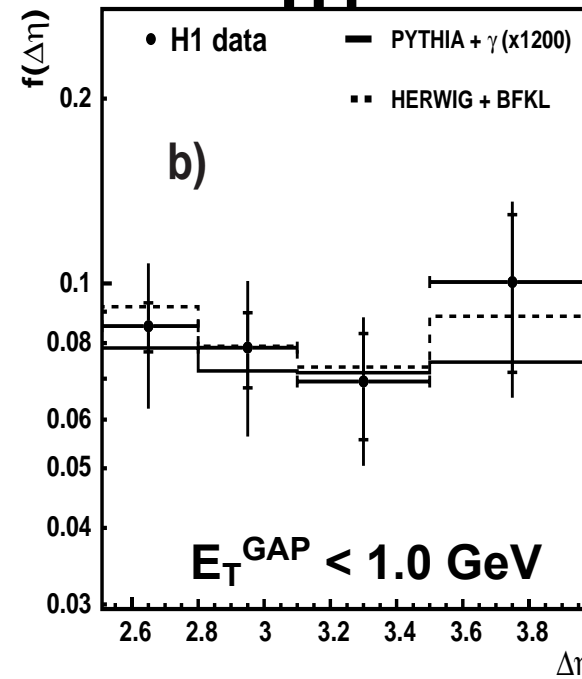 H1 data
PYTHIA + γ (x1200)
HERWIG + BFKL
f(Δη)
b)
0.2
0.1
0.08
0.06
0.05
0.04
0.03
E_T^GAP < 1.0 GeV
2.6 2.8 3 3.2 3.4 3.6 3.8
Δη